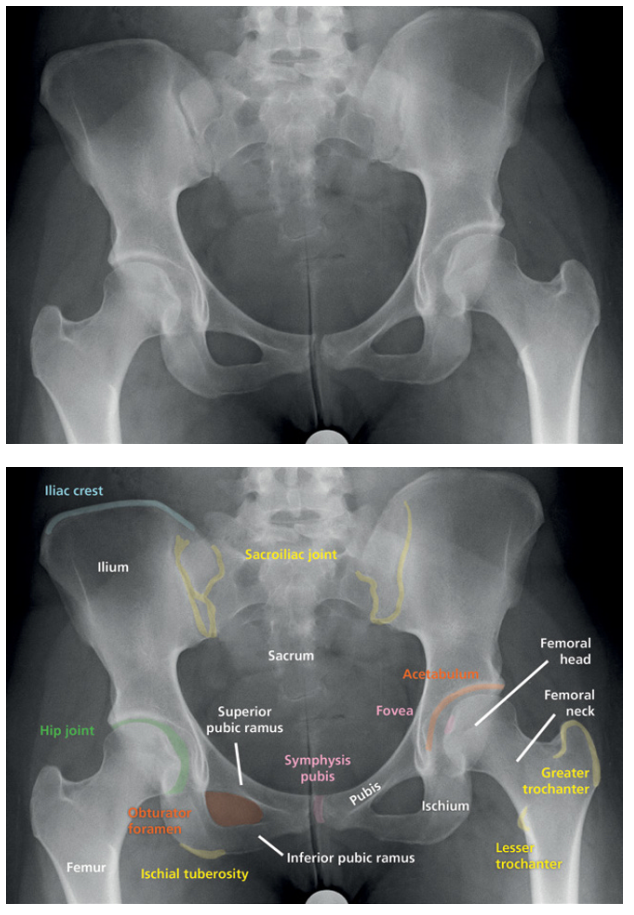 Iliac crest
Sacroiliac joint
Ilium
Sacrum
Femoral
head
Acetabulum
Femoral
neck
Fovea
Superior
pubic ramus
Hip joint
Symphysis
pubis
Greater
trochanter
Pubis
Ischium
Obturator
foramen
Lesser
trochanter
Inferior pubic ramus
Femur
Ischial tuberosity